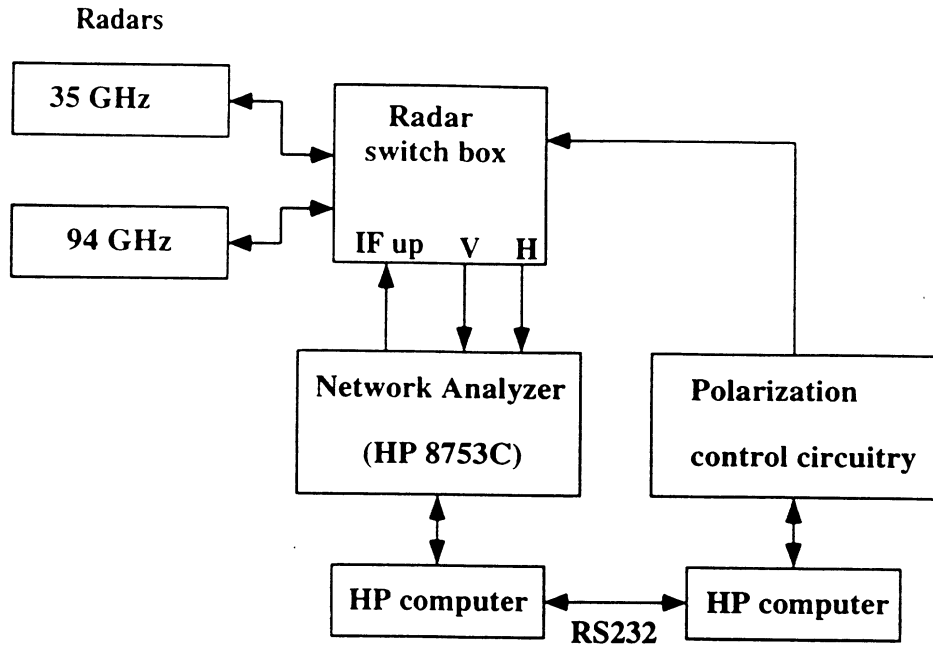 Radars
35 GHz
94 GHz
Radar
switch box
IF up V H
Network Analyzer
(HP 8753C)
Polarization
control circuitry
HP computer
RS232
HP computer